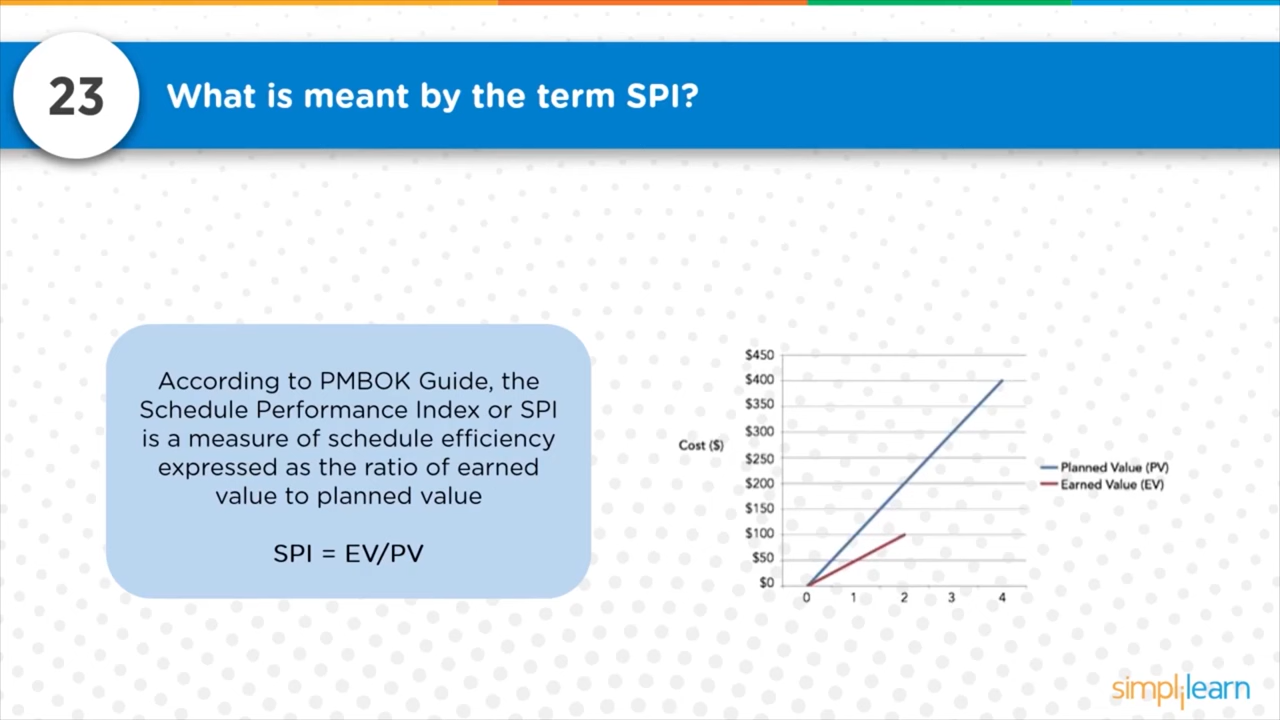 23
What is meant by the term SPI?
According to PMBOK Guide, the
Schedule Performance Index or SPI
is a measure of schedule efficiency
expressed as the ratio of earned
value to planned value
SPI = EV/PV
Cost ($)
$450
$400
$350
$300
$250
$200
$150
$100
$50
$0
0 1 2 3 4
Planned Value (PV)
Earned Value (EV)
simplilearn